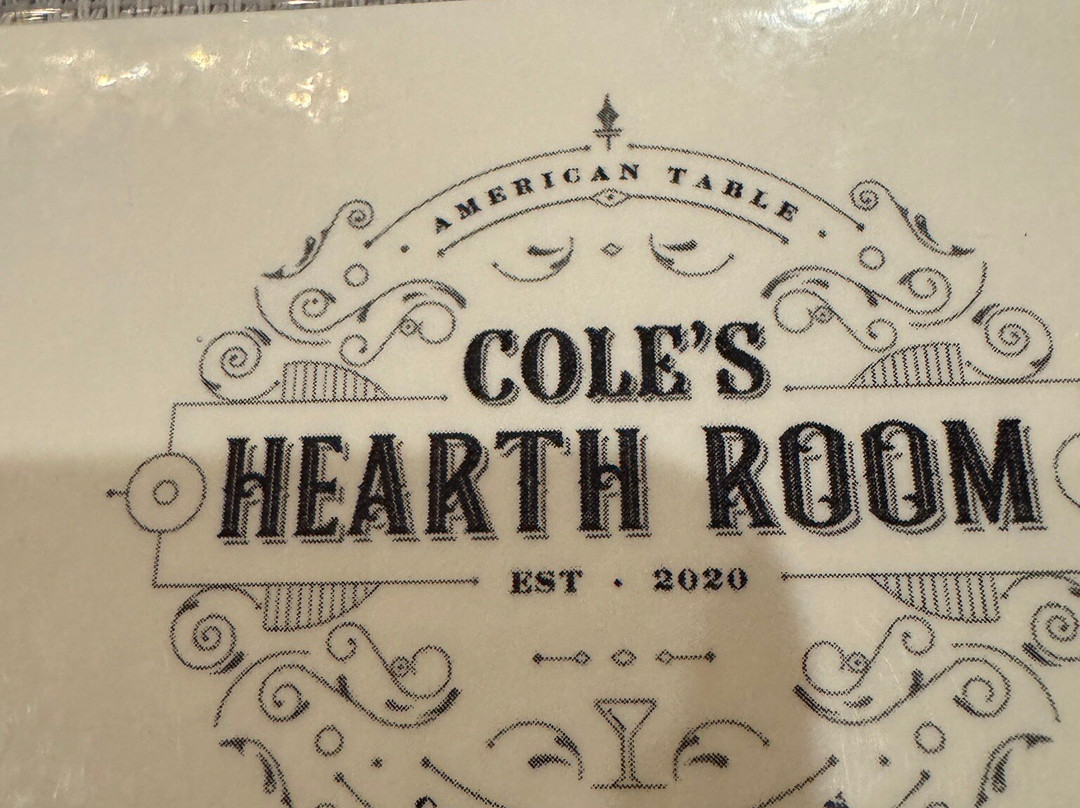 AMERICAN TABLE
COLE'S
HEARTH ROOM
EST · 2020